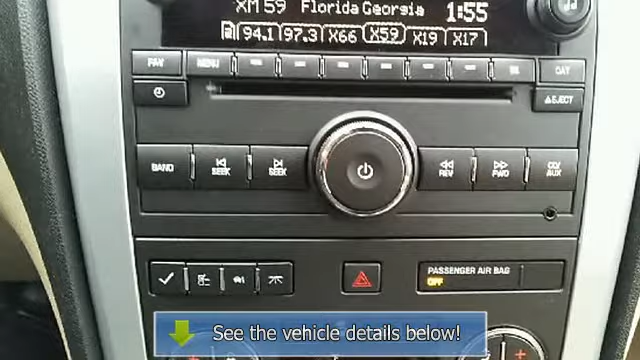 XM 59 Florida Georgia 1:55
94.1 97.3 X66 X59 X19 X17
FAV MENU CAT
EJECT
BAND SEEK SEEK REV FWD CD/AUX
PASSENGER AIR BAG
OFF
See the vehicle details below!